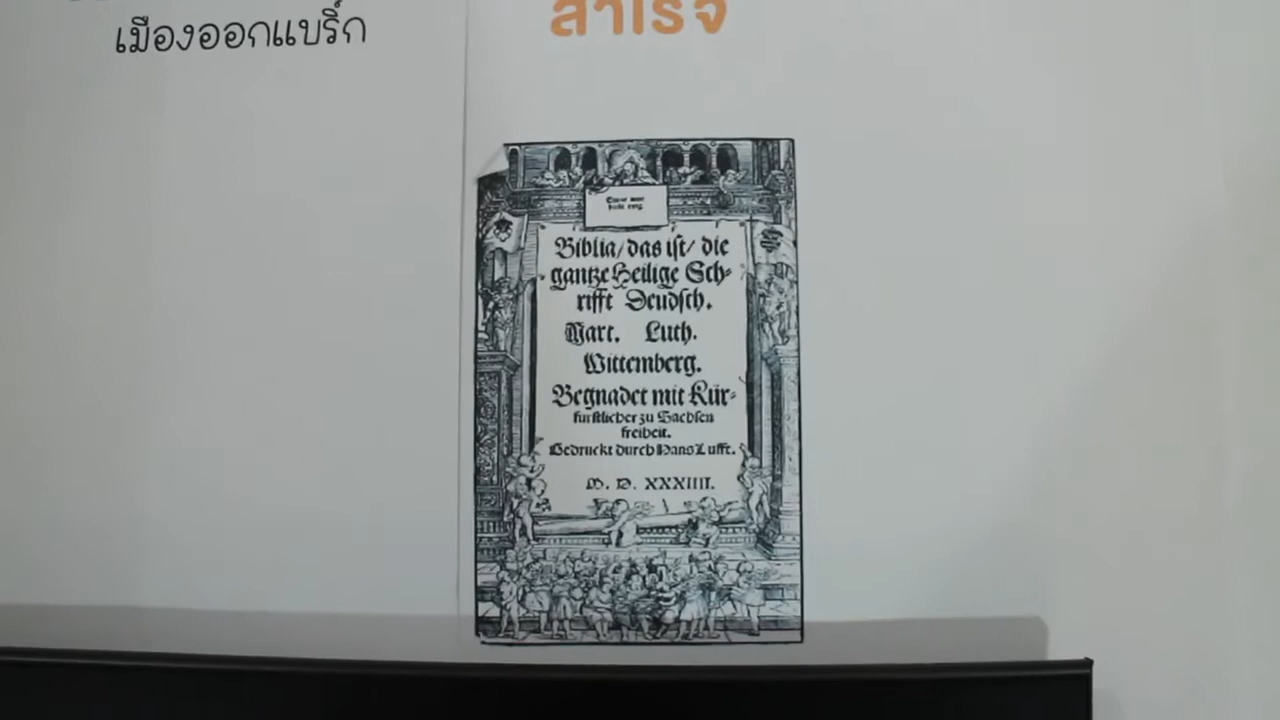 เมืองออกแบริ์ก
สำเร็จ
Biblia/das ist/ die
gantze Heilige Sch⸗
rifft Deudsch.
Mart. Luth.
Wittemberg.
Begnadet mit Kür⸗
furstlicher zu Sachsen
freiheit.
Gedruckt durch Hans Lufft.
M. D. XXXIIII.